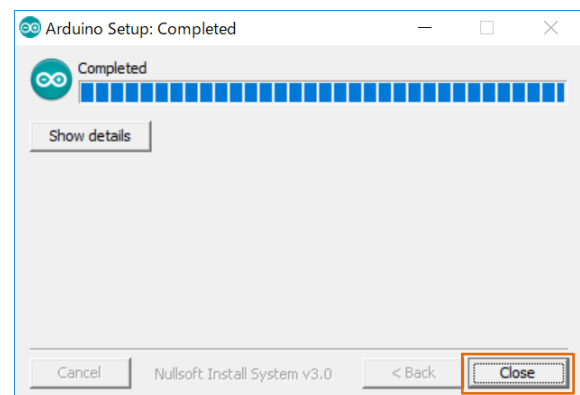 Arduino Setup: Completed
Completed
Show details
Cancel
Nullsoft Install System v3.0
< Back
Close